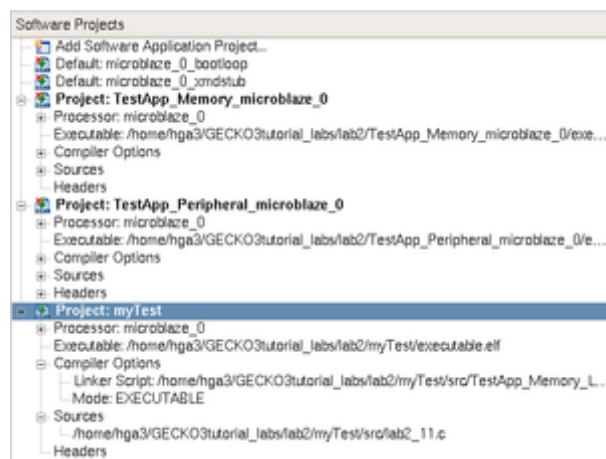 Software Projects
Add Software Application Project...
Default: microblaze_0_bootloop
Default: microblaze_0_xmdstub
Project: TestApp_Memory_microblaze_0
Processor: microblaze_0
Executable: /home/hga3/GECKO3tutorial_labs/lab2/TestApp_Memory_microblaze_0/exe...
Compiler Options
Sources
Headers
Project: TestApp_Peripheral_microblaze_0
Processor: microblaze_0
Executable: /home/hga3/GECKO3tutorial_labs/lab2/TestApp_Peripheral_microblaze_0/e...
Compiler Options
Sources
Headers
Project: myTest
Processor: microblaze_0
Executable: /home/hga3/GECKO3tutorial_labs/lab2/myTest/executable.elf
Compiler Options
Linker Script: /home/hga3/GECKO3tutorial_labs/lab2/myTest/src/TestApp_Memory_L...
Mode: EXECUTABLE
Sources
/home/hga3/GECKO3tutorial_labs/lab2/myTest/src/lab2_11.c
Headers